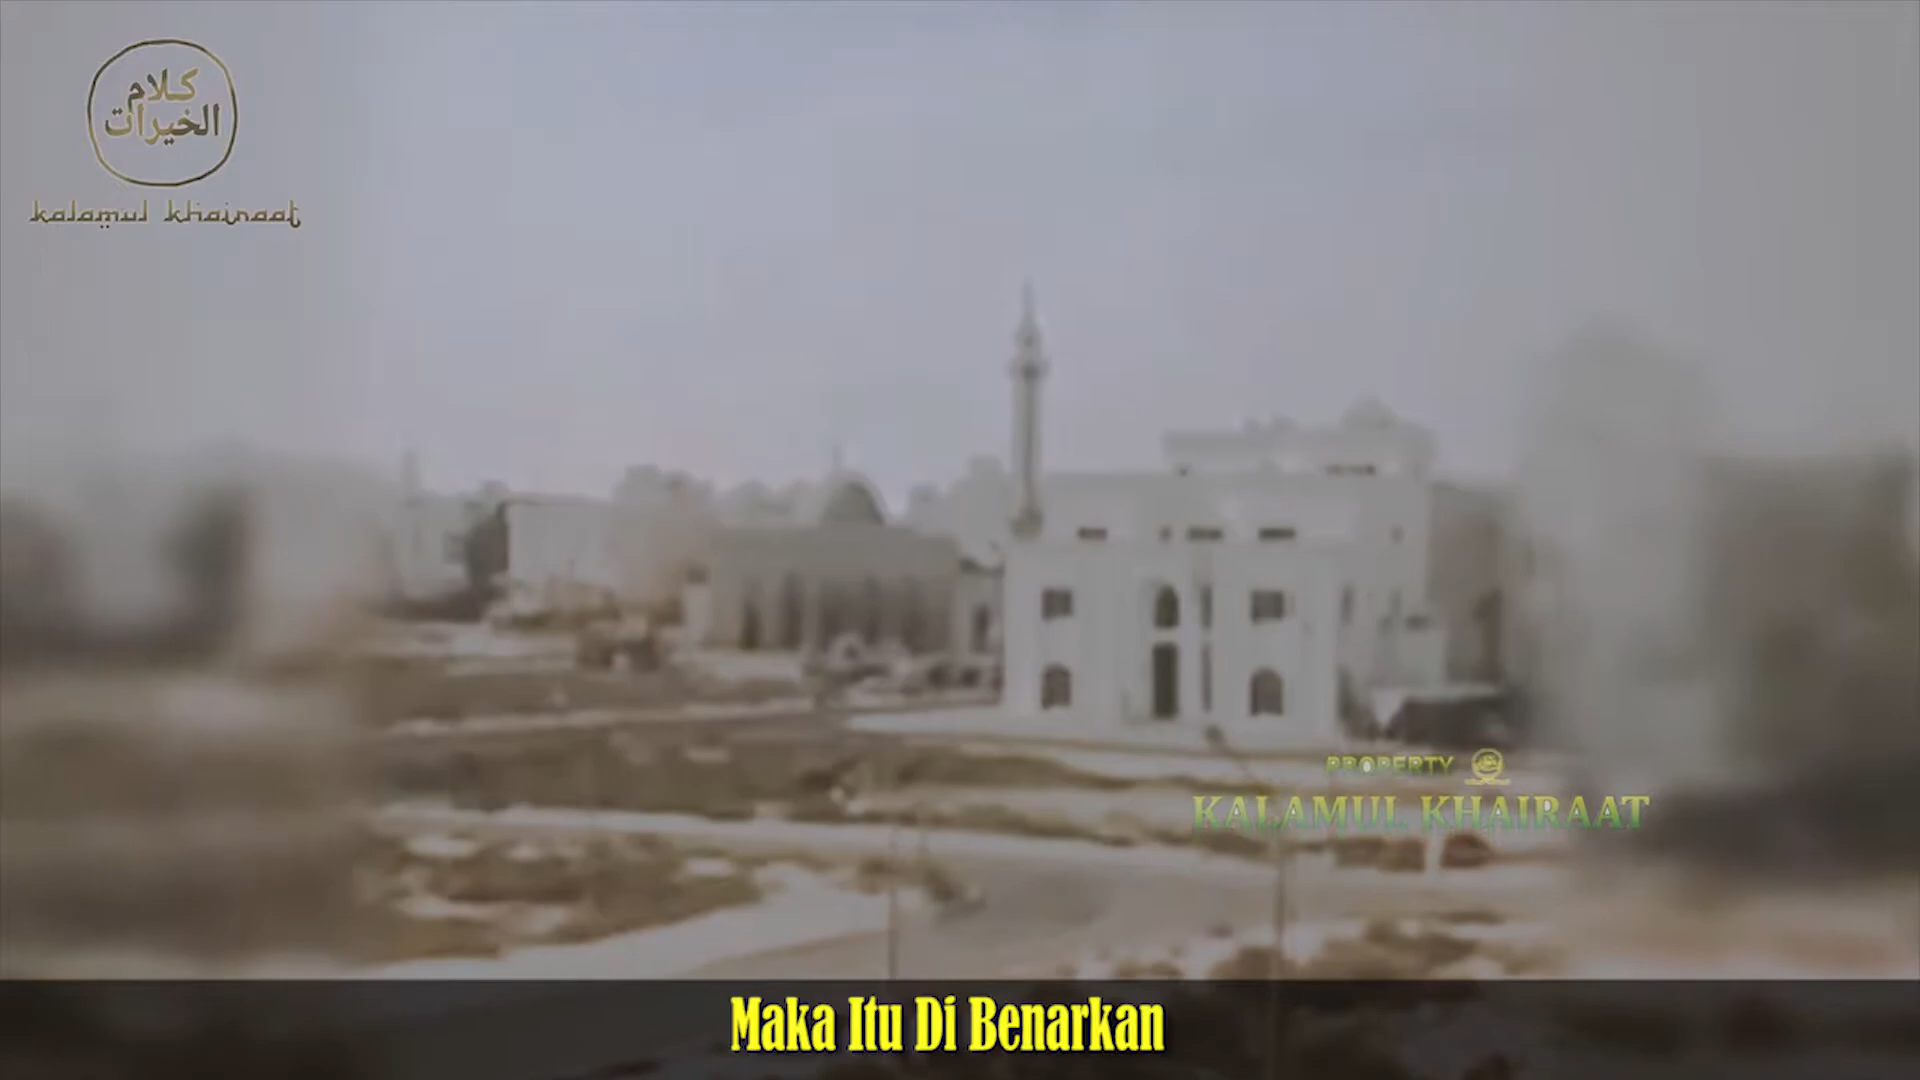 كلام
الخيرات
kalamul khairaat
PROPERTY
KALAMUL KHAIRAAT
Maka Itu Di Benarkan